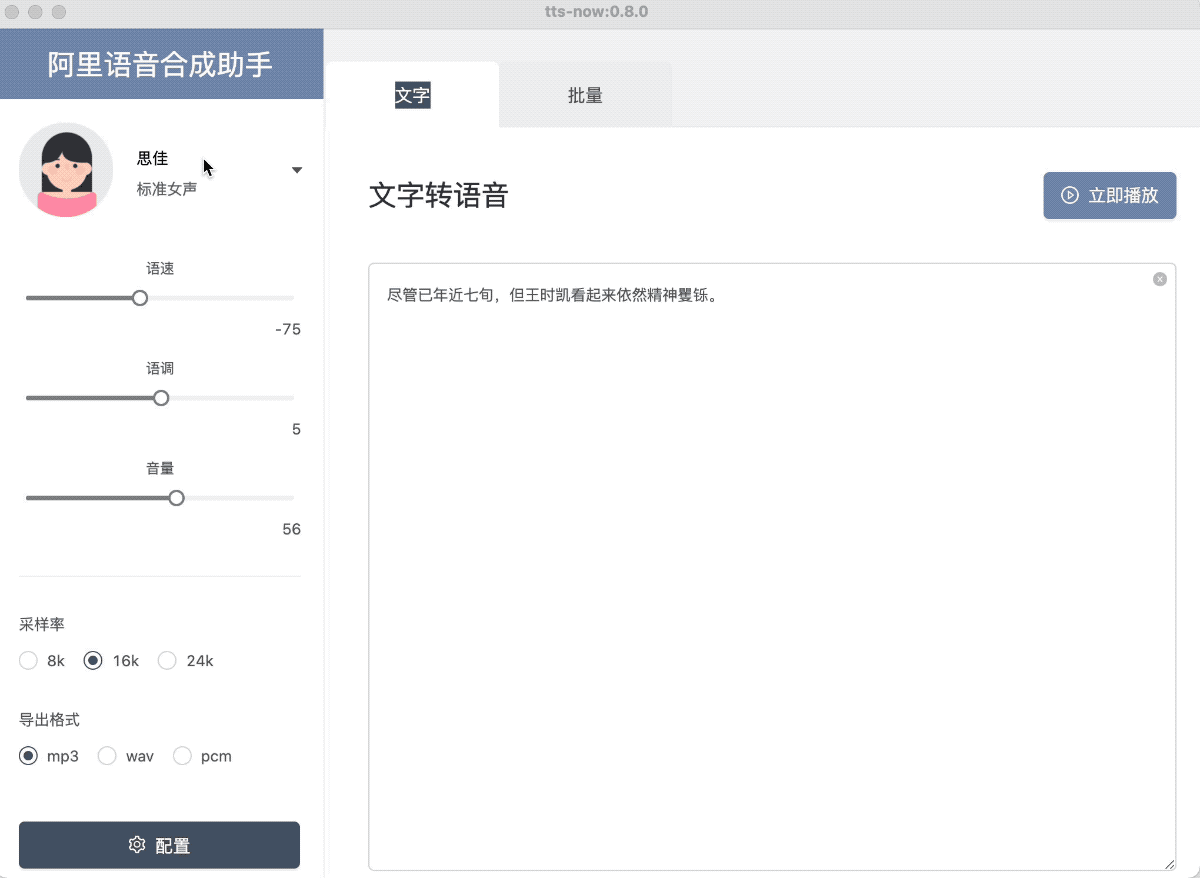 tts-now:0.8.0
阿里语音合成助手
文字
批量
思佳
标准女声
文字转语音
立即播放
语速
-75
语调
5
音量
56
尽管已年近七旬，但王时凯看起来依然精神矍铄。
采样率
8k 16k 24k
导出格式
mp3 wav pcm
配置